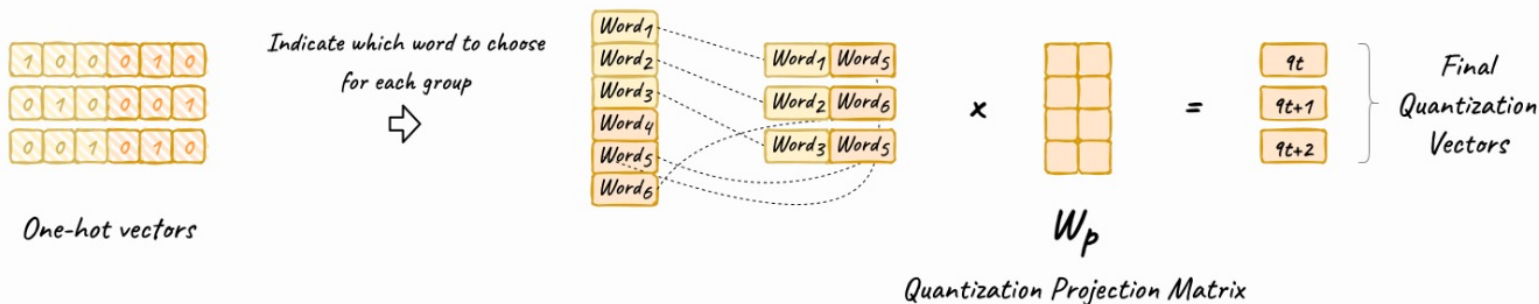 1 0 0 0 1 0
0 1 0 0 0 1
0 0 1 0 1 0
One-hot vectors
Indicate which word to choose
for each group
Word1
Word2
Word3
Word4
Word5
Word6
Word1 Word5
Word2 Word6
Word3 Word5
x
Wp
Quantization Projection Matrix
=
qt
qt+1
qt+2
Final
Quantization
Vectors